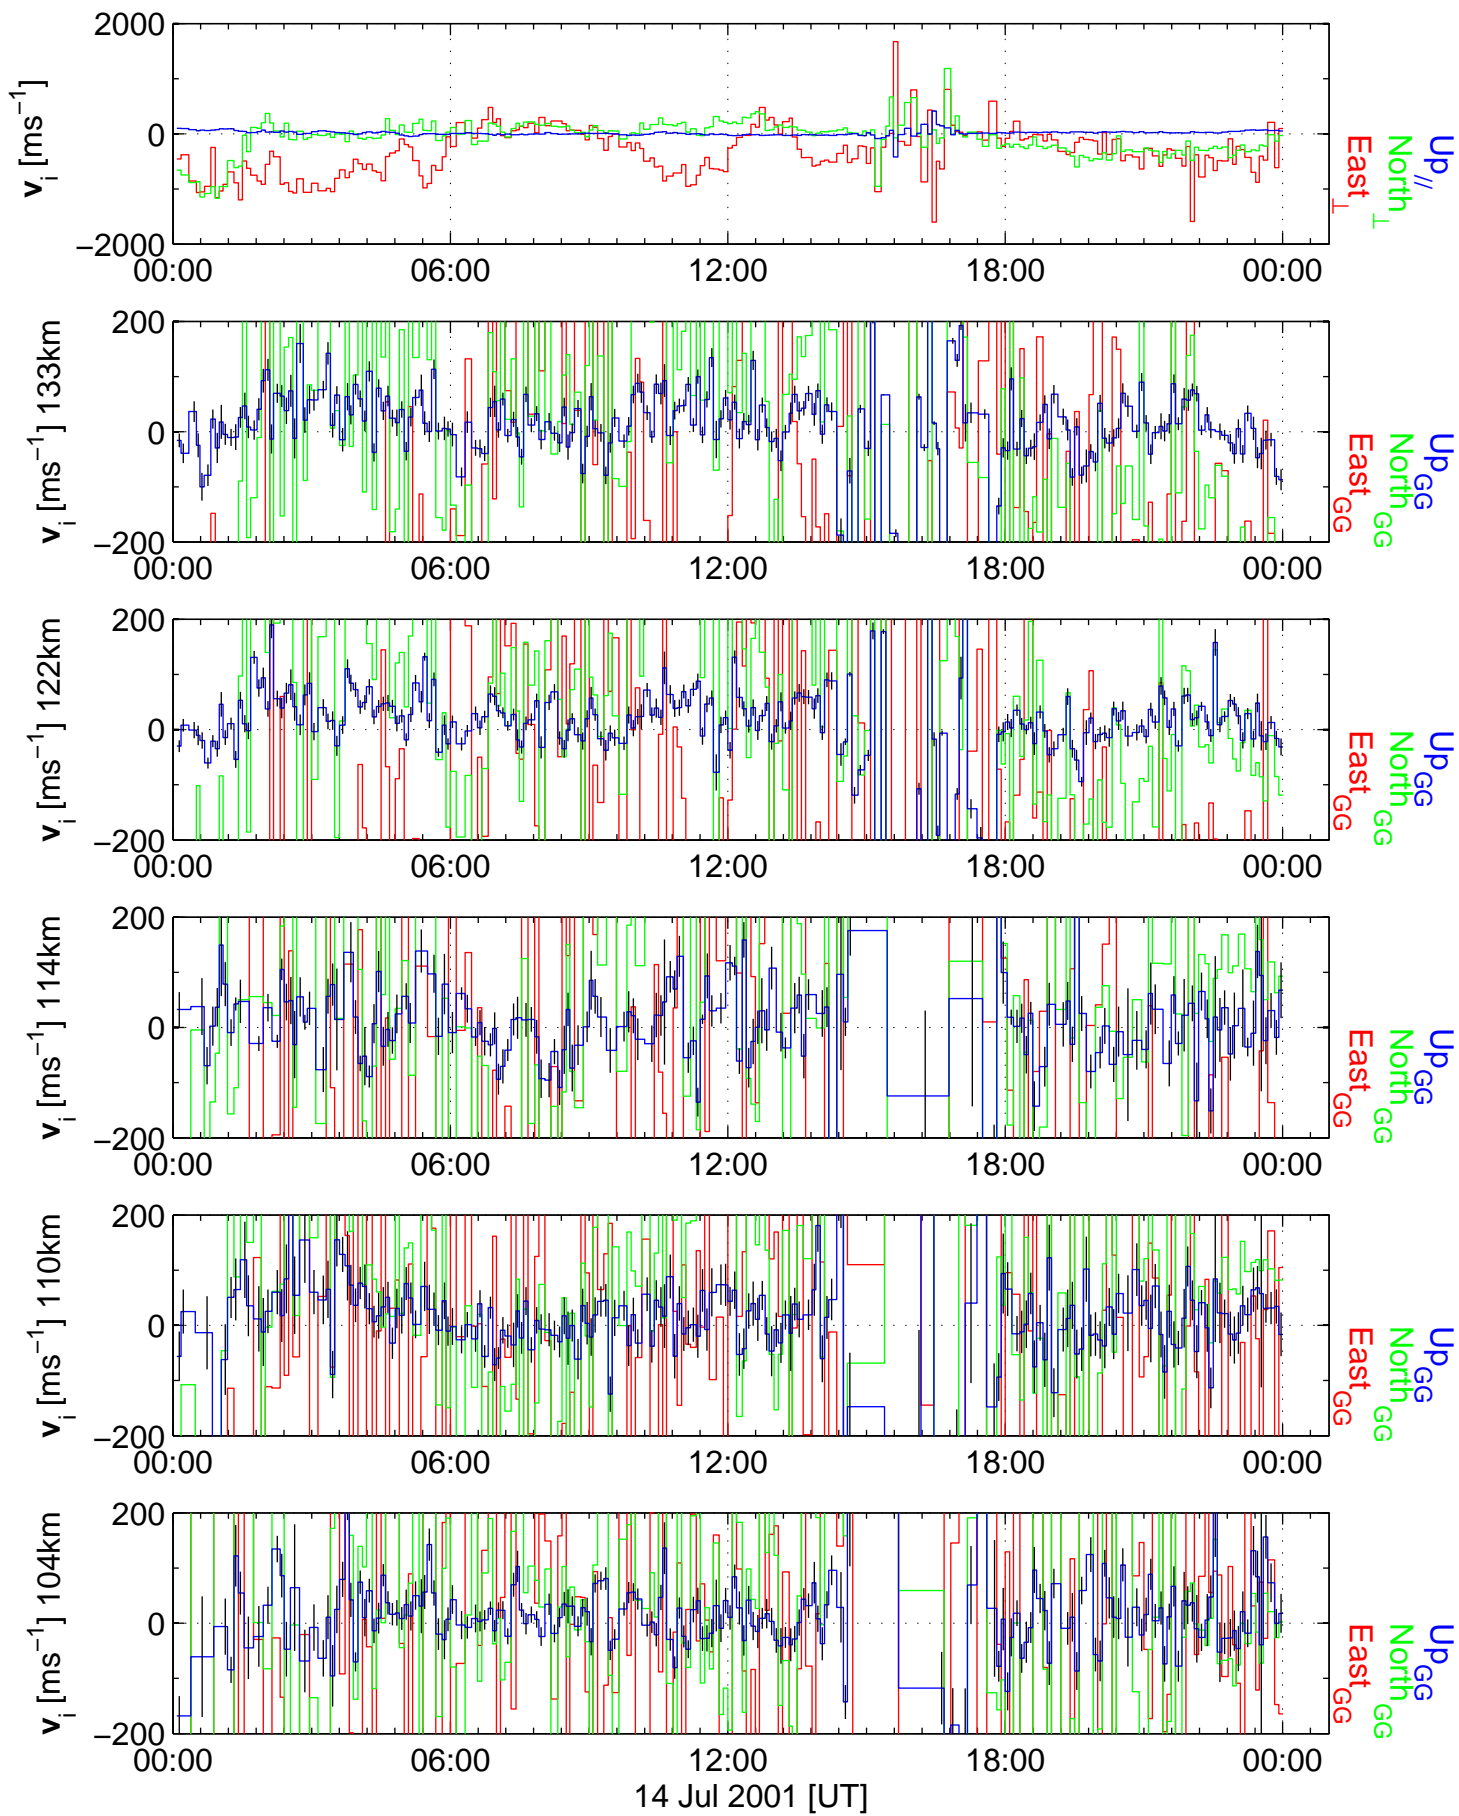 2000
0
−2000
v_i [ms^−1]
00:00 06:00 12:00 18:00 00:00
East_⊥
North_⊥
Up_//
200
0
−200
v_i [ms^−1] 133km
00:00 06:00 12:00 18:00 00:00
East_GG
North_GG
Up_GG
200
0
−200
v_i [ms^−1] 122km
00:00 06:00 12:00 18:00 00:00
East_GG
North_GG
Up_GG
200
0
−200
v_i [ms^−1] 114km
00:00 06:00 12:00 18:00 00:00
East_GG
North_GG
Up_GG
200
0
−200
v_i [ms^−1] 110km
00:00 06:00 12:00 18:00 00:00
East_GG
North_GG
Up_GG
200
0
−200
v_i [ms^−1] 104km
00:00 06:00 12:00 18:00 00:00
East_GG
North_GG
Up_GG
14 Jul 2001 [UT]